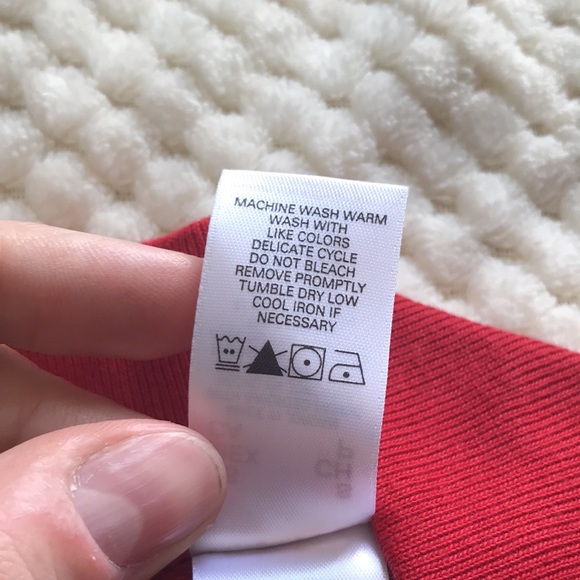 MACHINE WASH WARM
WASH WITH
LIKE COLORS
DELICATE CYCLE
DO NOT BLEACH
REMOVE PROMPTLY
TUMBLE DRY LOW
COOL IRON IF
NECESSARY